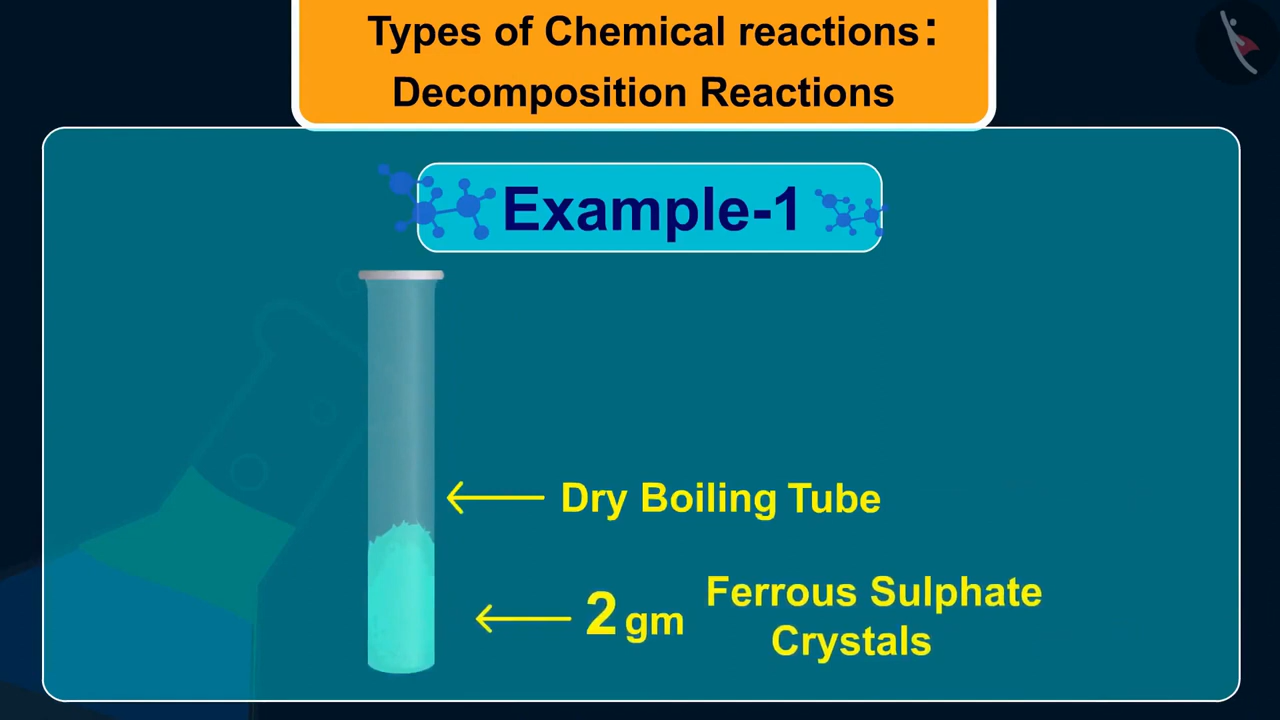 Types of Chemical reactions:
Decomposition Reactions
Example-1
Dry Boiling Tube
2 gm Ferrous Sulphate
Crystals